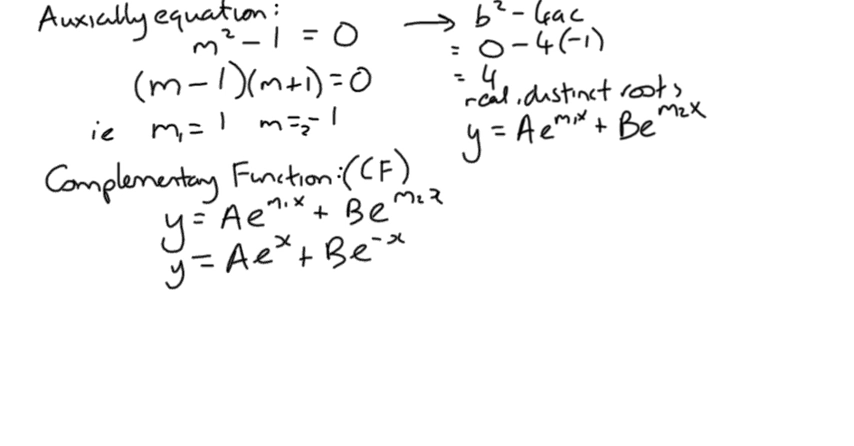 Auxially equation:
m² - 1 = 0
(m-1)(m+1)=0
ie m₁= 1 m₂=-1
→ b² - 4ac
= 0 - 4(-1)
= 4
real, distinct roots
y = Ae^m₁x + Be^m₂x
Complementary Function:(CF)
y = Ae^m₁x + Be^m₂x
y = Ae^x + Be^-x